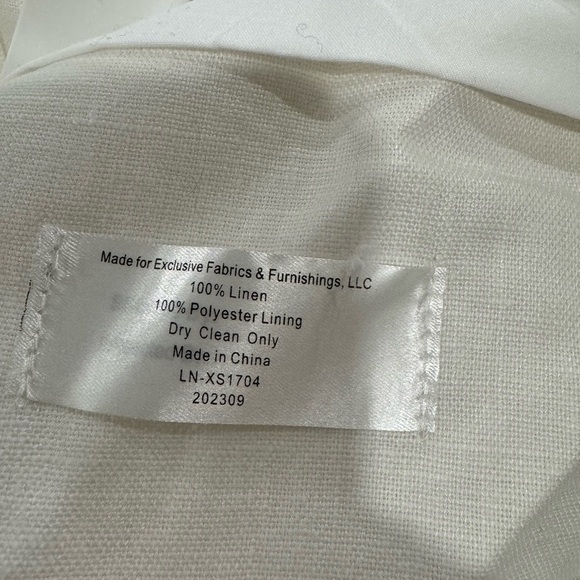 Made for Exclusive Fabrics & Furnishings, LLC
100% Linen
100% Polyester Lining
Dry Clean Only
Made in China
LN-XS1704
202309